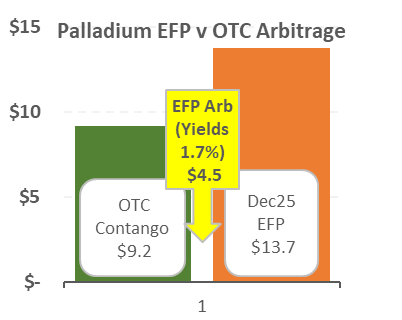 Palladium EFP v OTC Arbitrage
$15
$10
$5
$-
EFP Arb
(Yields
1.7%)
$4.5
OTC
Contango
$9.2
Dec25
EFP
$13.7
1